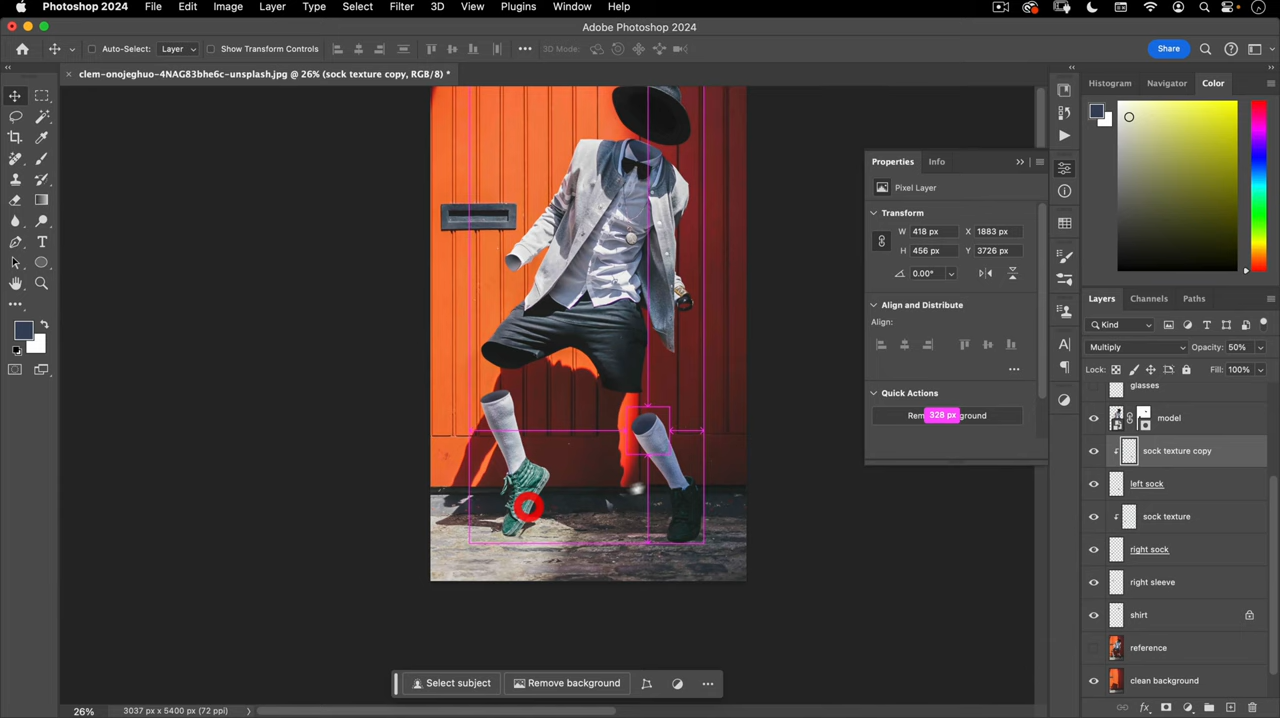 Photoshop 2024 File Edit Image Layer Type Select Filter 3D View Plugins Window Help
Adobe Photoshop 2024
Auto-Select: Layer Show Transform Controls 3D Mode: Share
clem-onojeghuo-4NAG83bhe6c-unsplash.jpg @ 26% (sock texture copy, RGB/8) *
Histogram Navigator Color
Properties Info
Pixel Layer
Transform
W 418 px X 1883 px
H 456 px Y 3726 px
0.00°
Align and Distribute
Align:
Quick Actions
Rem 328 px ground
Layers Channels Paths
Kind
Multiply Opacity: 50%
Lock: Fill: 100%
glasses
model
sock texture copy
left sock
sock texture
right sock
right sleeve
shirt
reference
clean background
Select subject Remove background
26% 3037 px x 5400 px (72 ppi)